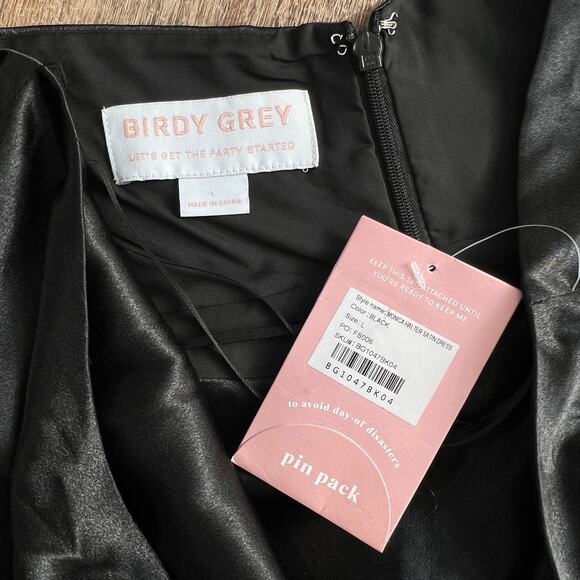 BIRDY GREY
LET'S GET THE PARTY STARTED
L
MADE IN CHINA
KEEP THIS TAG ATTACHED UNTIL
YOU'RE READY TO KEEP ME
Style name:MONICA HALTER SATIN DRESS
Color:BLACK
Size:L
PO:FS006
SKU#:BG1047BK04
BG1047BK04
to avoid day-of disasters
pin pack